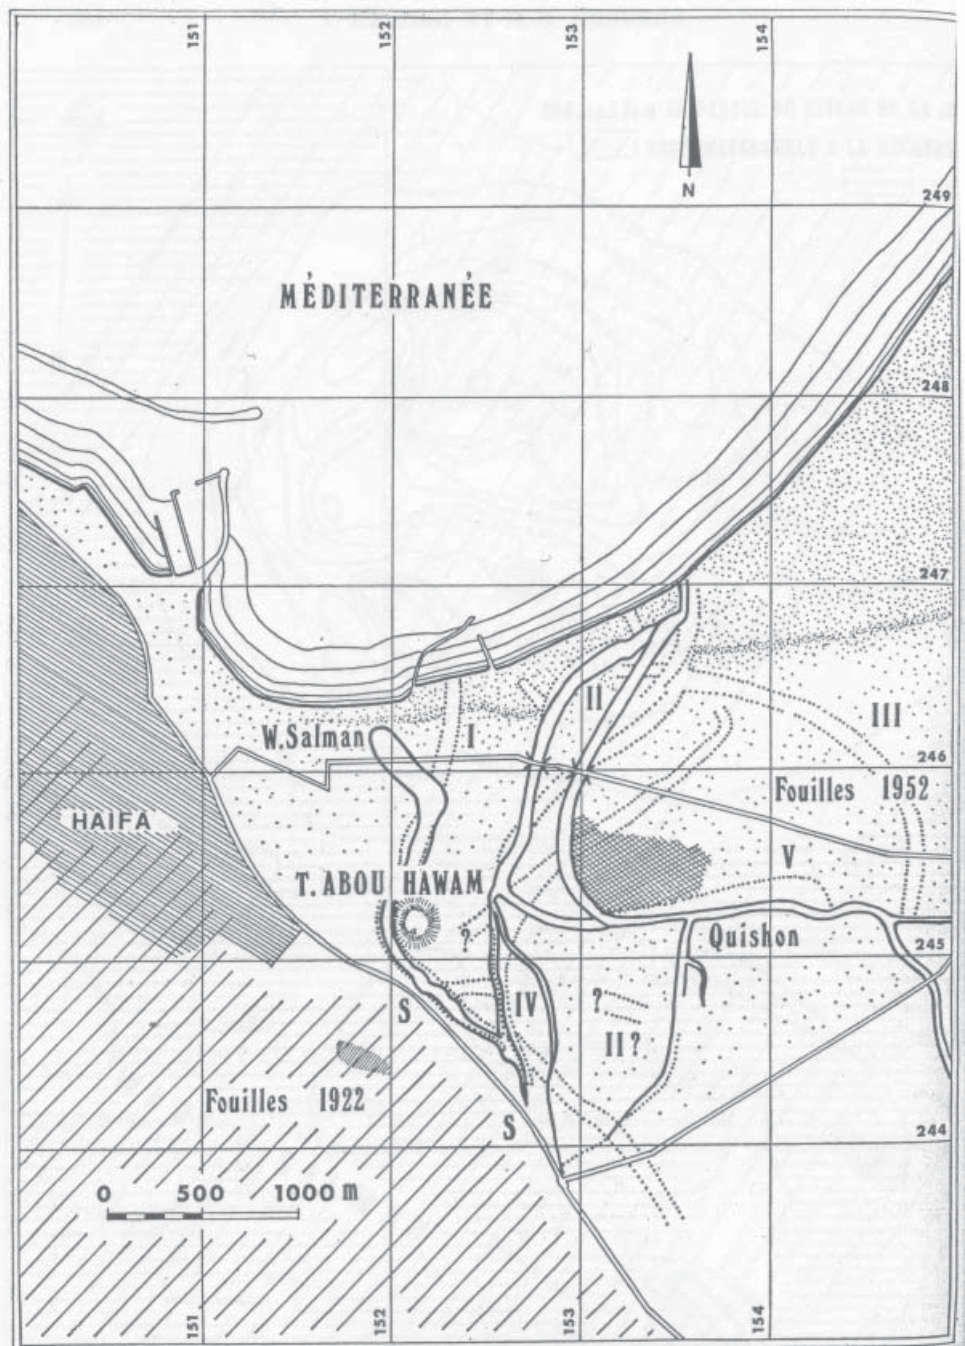 151 152 153 154
N
249
MÉDITERRANÉE
248
247
II
III
W.Salman I
246
Fouilles 1952
HAIFA
V
T. ABOU HAWAM
?
Quishon
245
S IV ?
II ?
Fouilles 1922
S
244
0 500 1000 m
151 152 153 154